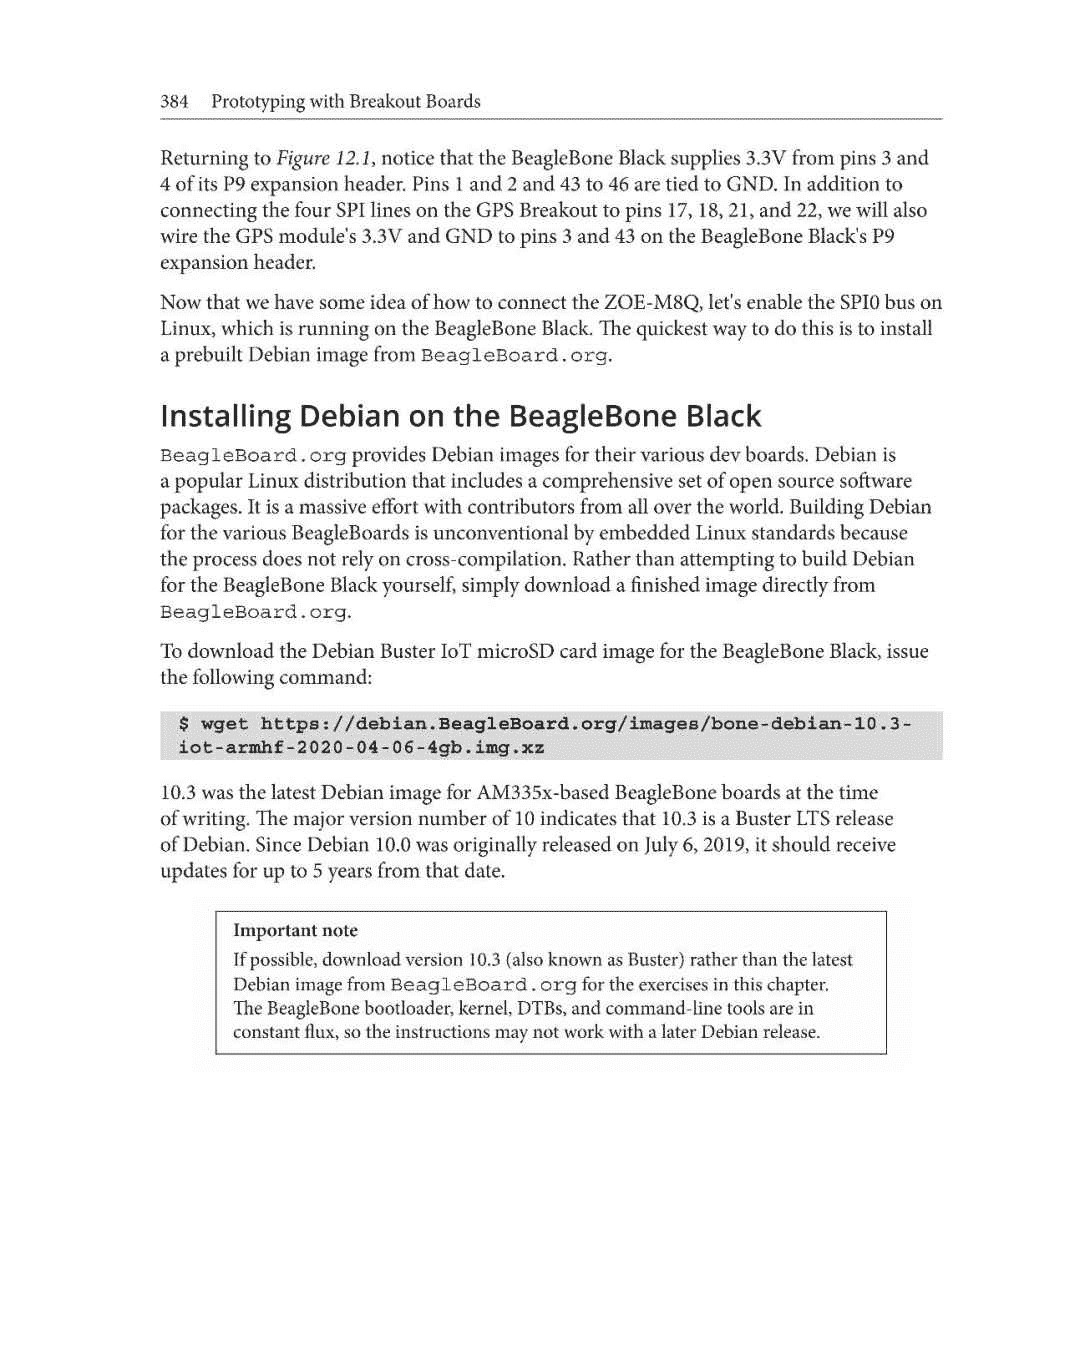 384 Prototyping with Breakout Boards
Returning to Figure 12.1, notice that the BeagleBone Black supplies 3.3V from pins 3 and
4 of its P9 expansion header. Pins 1 and 2 and 43 to 46 are tied to GND. In addition to
connecting the four SPI lines on the GPS Breakout to pins 17, 18, 21, and 22, we will also
wire the GPS module's 3.3V and GND to pins 3 and 43 on the BeagleBone Black's P9
expansion header.
Now that we have some idea of how to connect the ZOE-M8Q, let's enable the SPI0 bus on
Linux, which is running on the BeagleBone Black. The quickest way to do this is to install
a prebuilt Debian image from BeagleBoard.org.
Installing Debian on the BeagleBone Black
BeagleBoard.org provides Debian images for their various dev boards. Debian is
a popular Linux distribution that includes a comprehensive set of open source software
packages. It is a massive effort with contributors from all over the world. Building Debian
for the various BeagleBoards is unconventional by embedded Linux standards because
the process does not rely on cross-compilation. Rather than attempting to build Debian
for the BeagleBone Black yourself, simply download a finished image directly from
BeagleBoard.org.
To download the Debian Buster IoT microSD card image for the BeagleBone Black, issue
the following command:
$ wget https://debian.BeagleBoard.org/images/bone-debian-10.3-
iot-armhf-2020-04-06-4gb.img.xz
10.3 was the latest Debian image for AM335x-based BeagleBone boards at the time
of writing. The major version number of 10 indicates that 10.3 is a Buster LTS release
of Debian. Since Debian 10.0 was originally released on July 6, 2019, it should receive
updates for up to 5 years from that date.
Important note
If possible, download version 10.3 (also known as Buster) rather than the latest
Debian image from BeagleBoard.org for the exercises in this chapter.
The BeagleBone bootloader, kernel, DTBs, and command-line tools are in
constant flux, so the instructions may not work with a later Debian release.